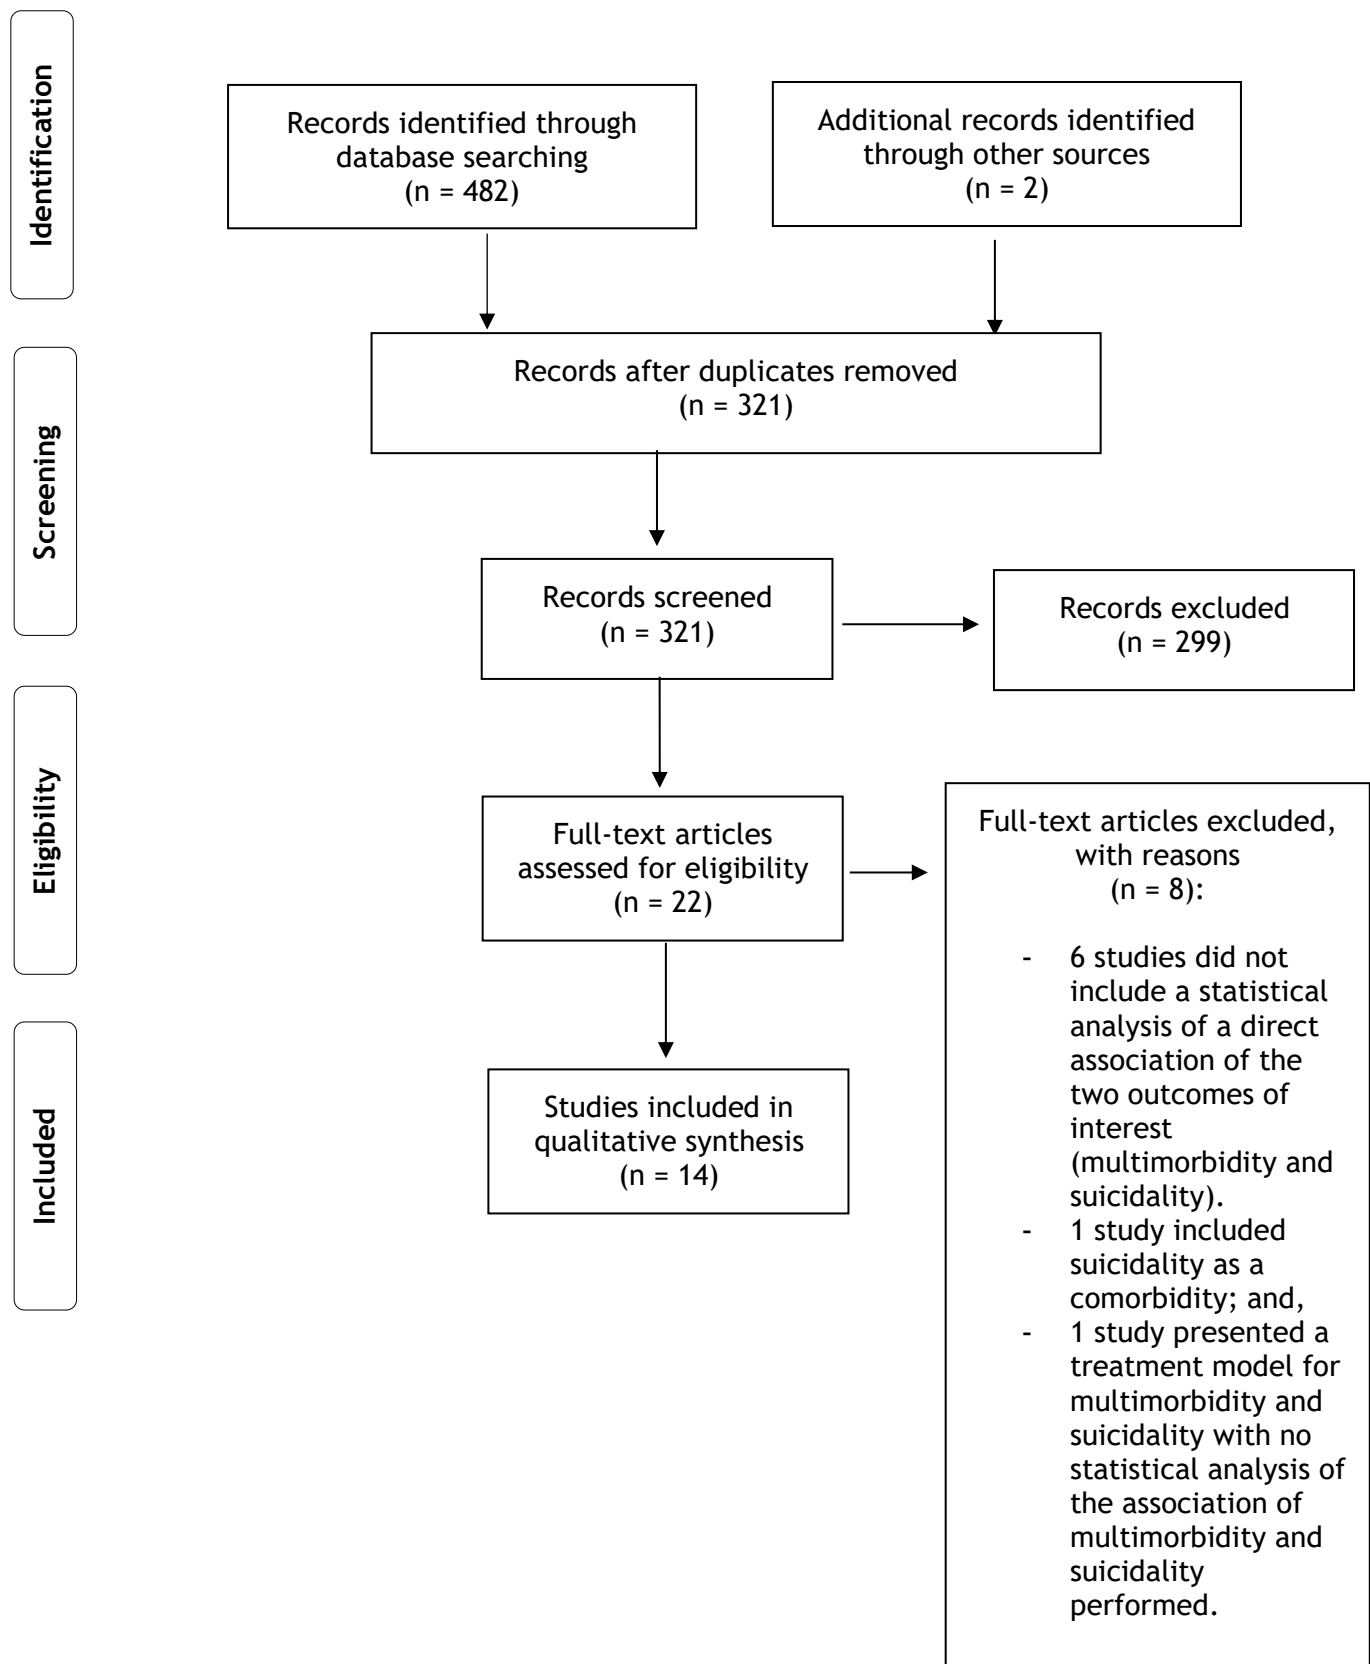 Identification
Records identified through
database searching
(n = 482)
Additional records identified
through other sources
(n = 2)
Screening
Records after duplicates removed
(n = 321)
Records screened
(n = 321)
Records excluded
(n = 299)
Eligibility
Full-text articles
assessed for eligibility
(n = 22)
Full-text articles excluded,
with reasons
(n = 8):
- 6 studies did not
include a statistical
analysis of a direct
association of the
two outcomes of
interest
(multimorbidity and
suicidality).
- 1 study included
suicidality as a
comorbidity; and,
- 1 study presented a
treatment model for
multimorbidity and
suicidality with no
statistical analysis of
the association of
multimorbidity and
suicidality
performed.
Included
Studies included in
qualitative synthesis
(n = 14)